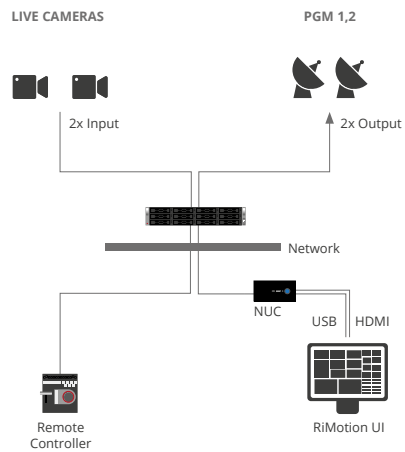 LIVE CAMERAS
PGM 1,2
2x Input
2x Output
Network
NUC
USB
HDMI
Remote
Controller
RiMotion UI